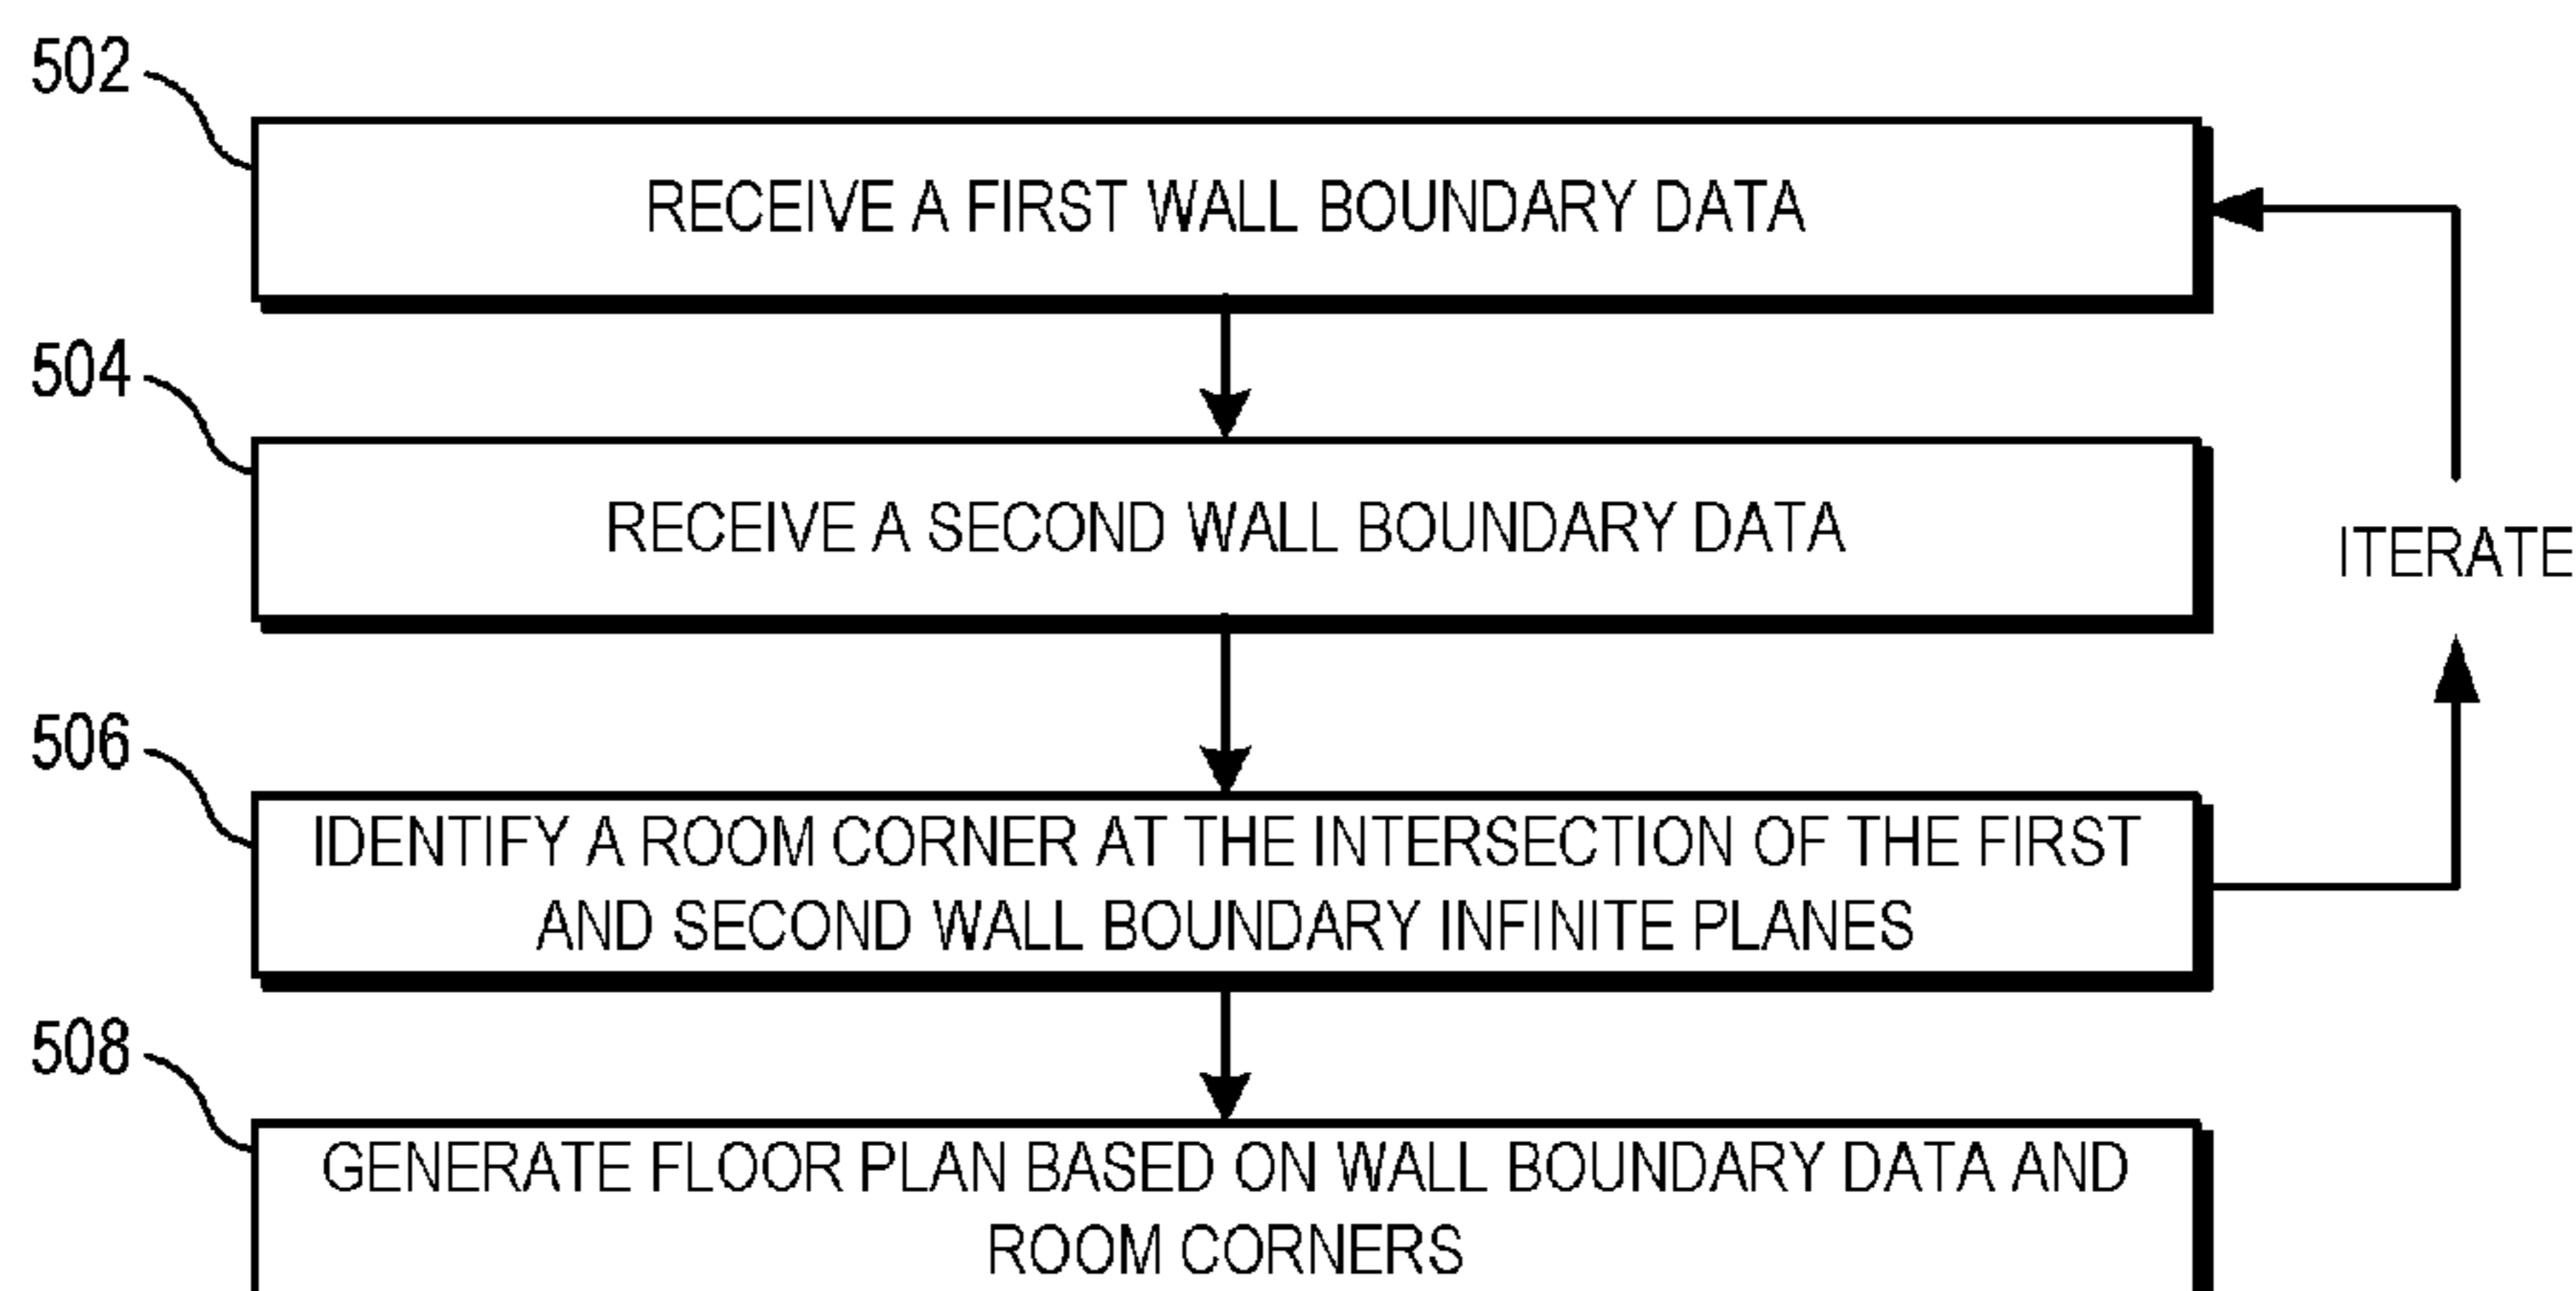 502
RECEIVE A FIRST WALL BOUNDARY DATA
504
RECEIVE A SECOND WALL BOUNDARY DATA
ITERATE
506
IDENTIFY A ROOM CORNER AT THE INTERSECTION OF THE FIRST
AND SECOND WALL BOUNDARY INFINITE PLANES
508
GENERATE FLOOR PLAN BASED ON WALL BOUNDARY DATA AND
ROOM CORNERS